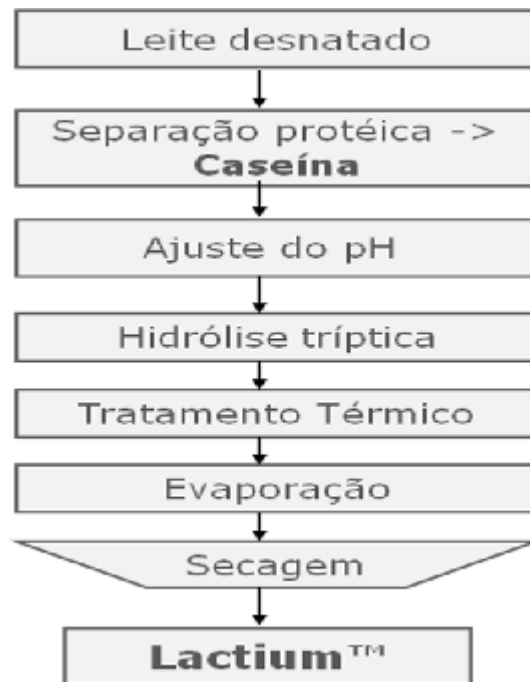 Leite desnatado
Separação protéica ->
Caseína
Ajuste do pH
Hidrólise tríptica
Tratamento Térmico
Evaporação
Secagem
Lactium™